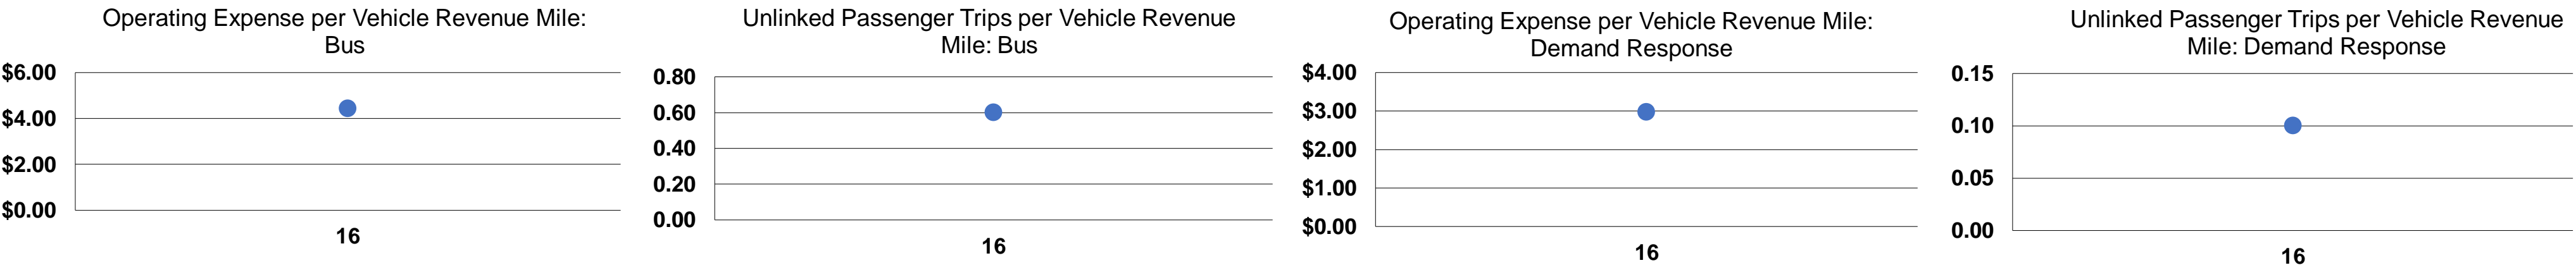 Operating Expense per Vehicle Revenue Mile:
Bus
$6.00
$4.00
$2.00
$0.00
16
Unlinked Passenger Trips per Vehicle Revenue
Mile: Bus
0.80
0.60
0.40
0.20
0.00
16
Operating Expense per Vehicle Revenue Mile:
Demand Response
$4.00
$3.00
$2.00
$1.00
$0.00
16
Unlinked Passenger Trips per Vehicle Revenue
Mile: Demand Response
0.15
0.10
0.05
0.00
16